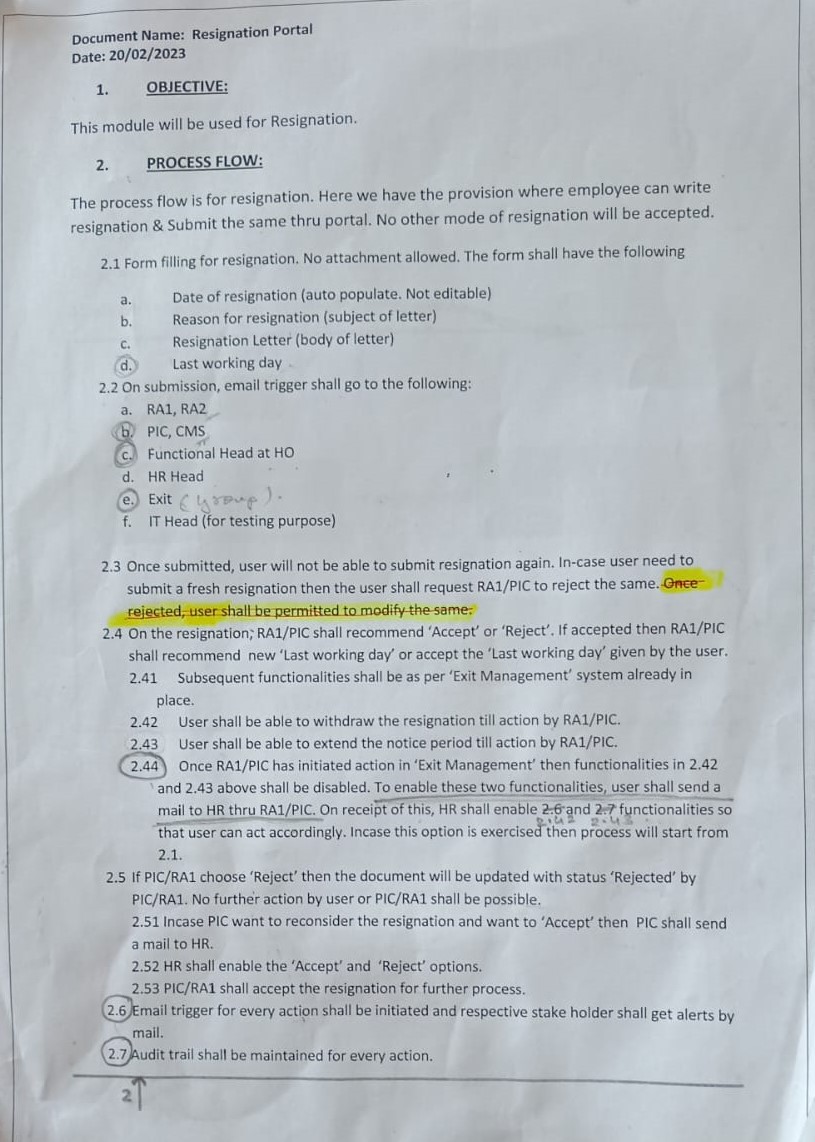 Document Name: Resignation Portal
Date: 20/02/2023
1. OBJECTIVE:
This module will be used for Resignation.
2. PROCESS FLOW:
The process flow is for resignation. Here we have the provision where employee can write
resignation & Submit the same thru portal. No other mode of resignation will be accepted.
2.1 Form filling for resignation. No attachment allowed. The form shall have the following
a. Date of resignation (auto populate. Not editable)
b. Reason for resignation (subject of letter)
c. Resignation Letter (body of letter)
d. Last working day
2.2 On submission, email trigger shall go to the following:
a. RA1, RA2
b. PIC, CMS
c. Functional Head at HO
d. HR Head
e. Exit (group).
f. IT Head (for testing purpose)
2.3 Once submitted, user will not be able to submit resignation again. In-case user need to
submit a fresh resignation then the user shall request RA1/PIC to reject the same. Once
rejected, user shall be permitted to modify the same.
2.4 On the resignation; RA1/PIC shall recommend ‘Accept’ or ‘Reject’. If accepted then RA1/PIC
shall recommend new ‘Last working day’ or accept the ‘Last working day’ given by the user.
2.41 Subsequent functionalities shall be as per ‘Exit Management’ system already in
place.
2.42 User shall be able to withdraw the resignation till action by RA1/PIC.
2.43 User shall be able to extend the notice period till action by RA1/PIC.
2.44 Once RA1/PIC has initiated action in ‘Exit Management’ then functionalities in 2.42
and 2.43 above shall be disabled. To enable these two functionalities, user shall send a
mail to HR thru RA1/PIC. On receipt of this, HR shall enable 2.6 and 2.7 functionalities so
2.42 2.43
that user can act accordingly. Incase this option is exercised then process will start from
2.1.
2.5 If PIC/RA1 choose ‘Reject’ then the document will be updated with status ‘Rejected’ by
PIC/RA1. No further action by user or PIC/RA1 shall be possible.
2.51 Incase PIC want to reconsider the resignation and want to ‘Accept’ then PIC shall send
a mail to HR.
2.52 HR shall enable the ‘Accept’ and ‘Reject’ options.
2.53 PIC/RA1 shall accept the resignation for further process.
2.6 Email trigger for every action shall be initiated and respective stake holder shall get alerts by
mail.
2.7 Audit trail shall be maintained for every action.
2↑